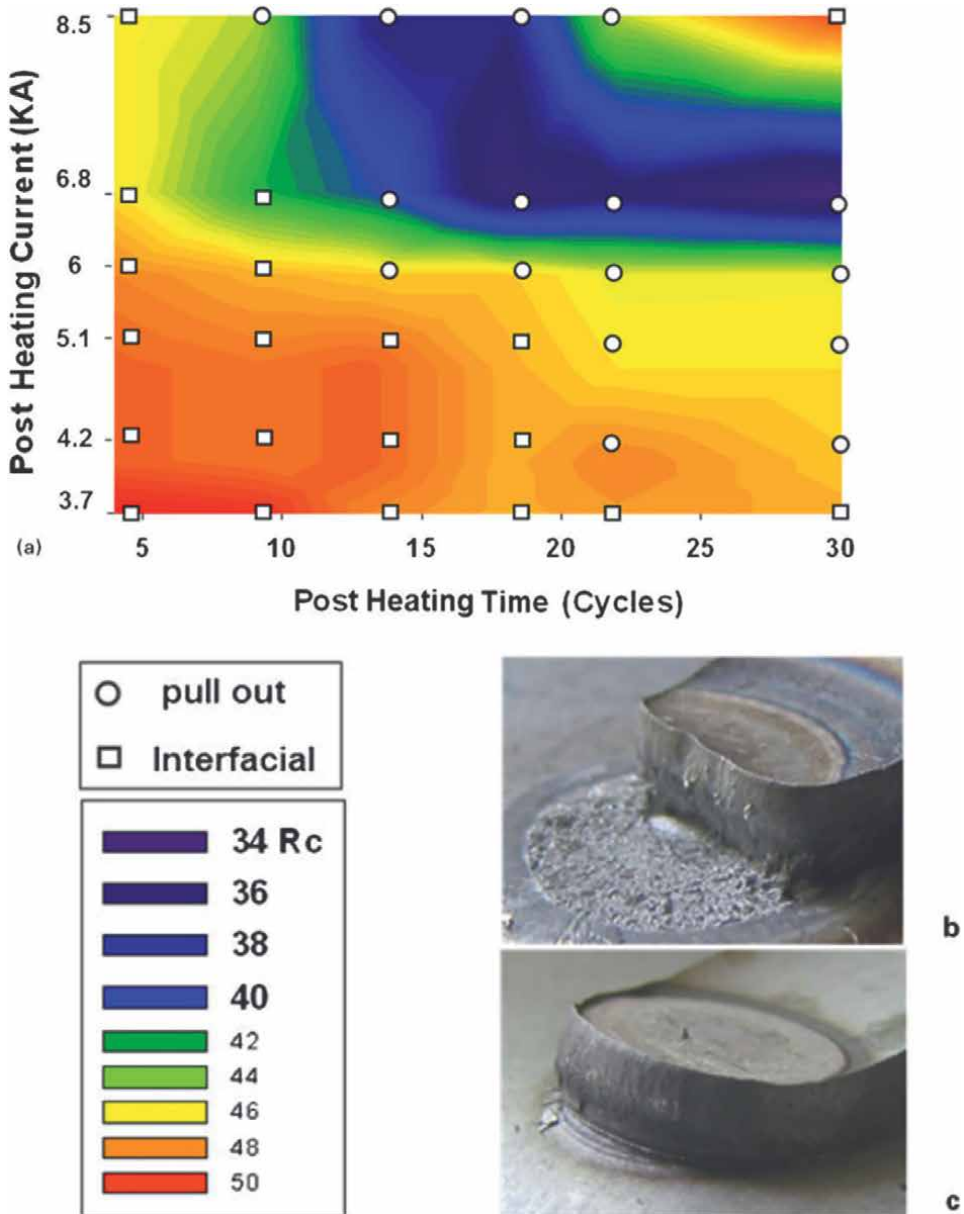 Post Heating Current (KA)
8.5
6.8
6
5.1
4.2
3.7
(a)
5
10
15
20
25
30
Post Heating Time (Cycles)
pull out
Interfacial
34 Rc
36
38
40
42
44
46
48
50
b
c